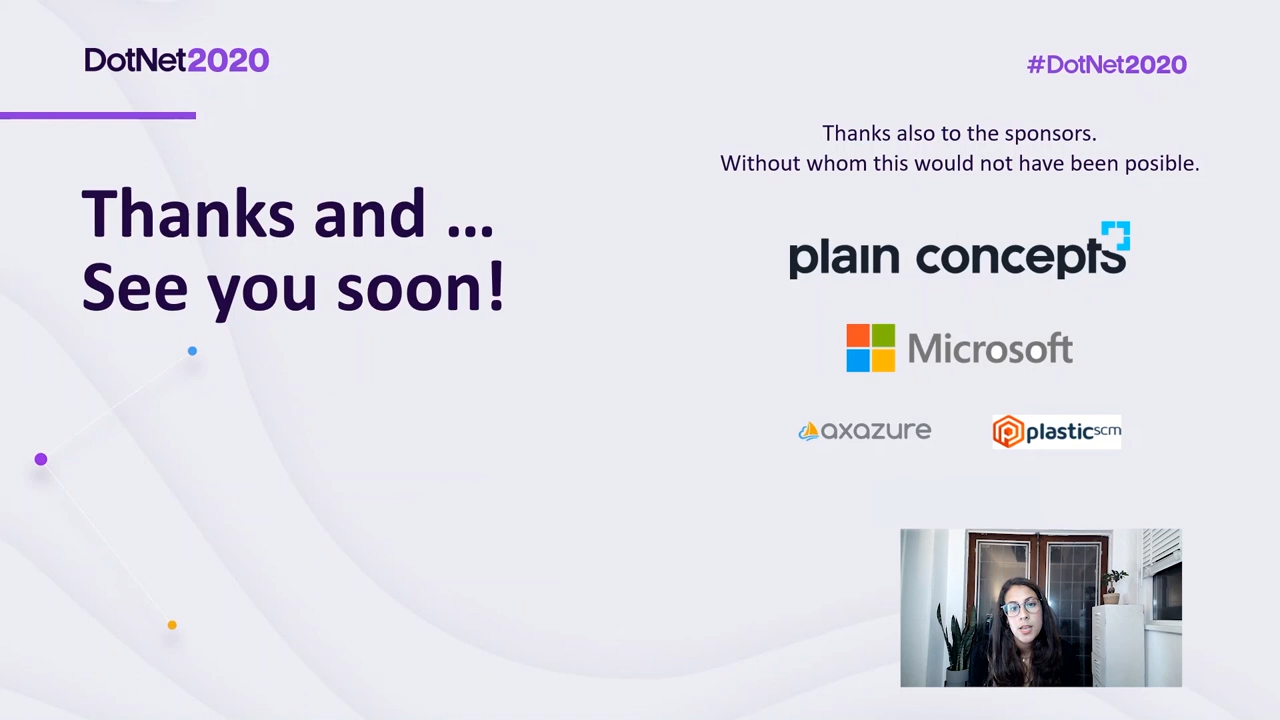 DotNet2020
#DotNet2020
Thanks and ...
See you soon!
Thanks also to the sponsors.
Without whom this would not have been posible.
plain concepts
Microsoft
axazure
plasticscm